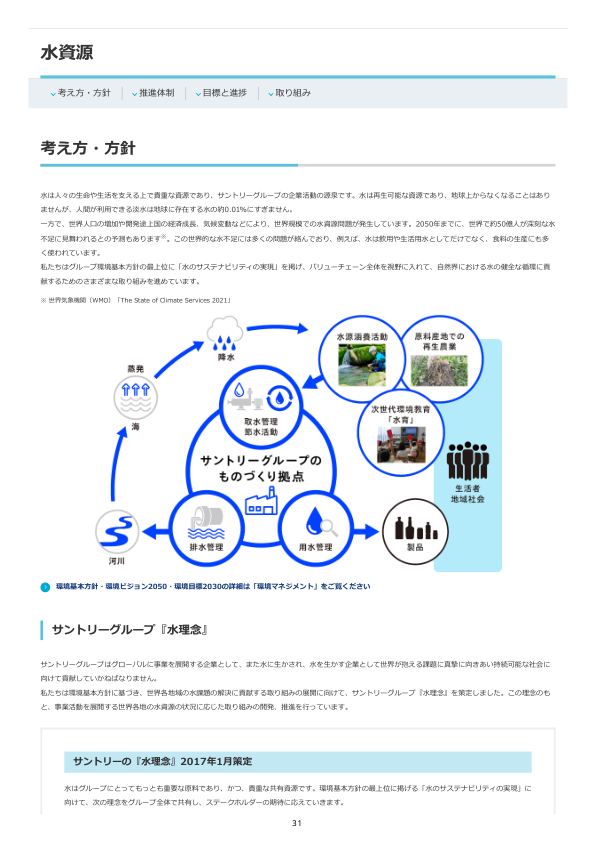 水資源
考え方・方針
推進体制
目標と進捗
取り組み
考え方・方針
水は人々の生命や生活を支える上で貴重な資源であり、サントリーグループの企業活動の源泉です。水は再生可能な資源であり、地球上からなくなることはあり
ませんが、人間が利用できる淡水は地球に存在する水の約0.01%にすぎません。
一方で、世界人口の増加や開発途上国の経済成長、気候変動などにより、世界規模での水資源問題が発生しています。2050年までに、世界で約50億人が深刻な水
不足に見舞われるとの予測もあります※。この世界的な水不足には多くの問題が絡んでおり、例えば、水は飲用や生活用水としてだけでなく、食料の生産にも多
く使われています。
私たちはグループ環境基本方針の最上位に「水のサステナビリティの実現」を掲げ、バリューチェーン全体を視野に入れて、自然界における水の健全な循環に貢
献するためのさまざまな取り組みを進めています。
※ 世界気象機関（WMO）「The State of Climate Services 2021」
降水
水源涵養活動
原料産地での
再生農業
蒸発
海
取水管理
節水活動
次世代環境教育
「水育」
サントリーグループの
ものづくり拠点
生活者
地域社会
河川
排水管理
用水管理
製品
環境基本方針・環境ビジョン2050・環境目標2030の詳細は「環境マネジメント」をご覧ください
サントリーグループ『水理念』
サントリーグループはグローバルに事業を展開する企業として、また水に生かされ、水を生かす企業として世界が抱える課題に真摯に向きあい持続可能な社会に
向けて貢献していかねばなりません。
私たちは環境基本方針に基づき、世界各地域の水課題の解決に貢献する取り組みの展開に向けて、サントリーグループ『水理念』を策定しました。この理念のも
と、事業活動を展開する世界各地の水資源の状況に応じた取り組みの開発、推進を行っています。
サントリーの『水理念』2017年1月策定
水はグループにとってもっとも重要な原料であり、かつ、貴重な共有資源です。環境基本方針の最上位に掲げる「水のサステナビリティの実現」に
向けて、次の理念をグループ全体で共有し、ステークホルダーの期待に応えていきます。
31